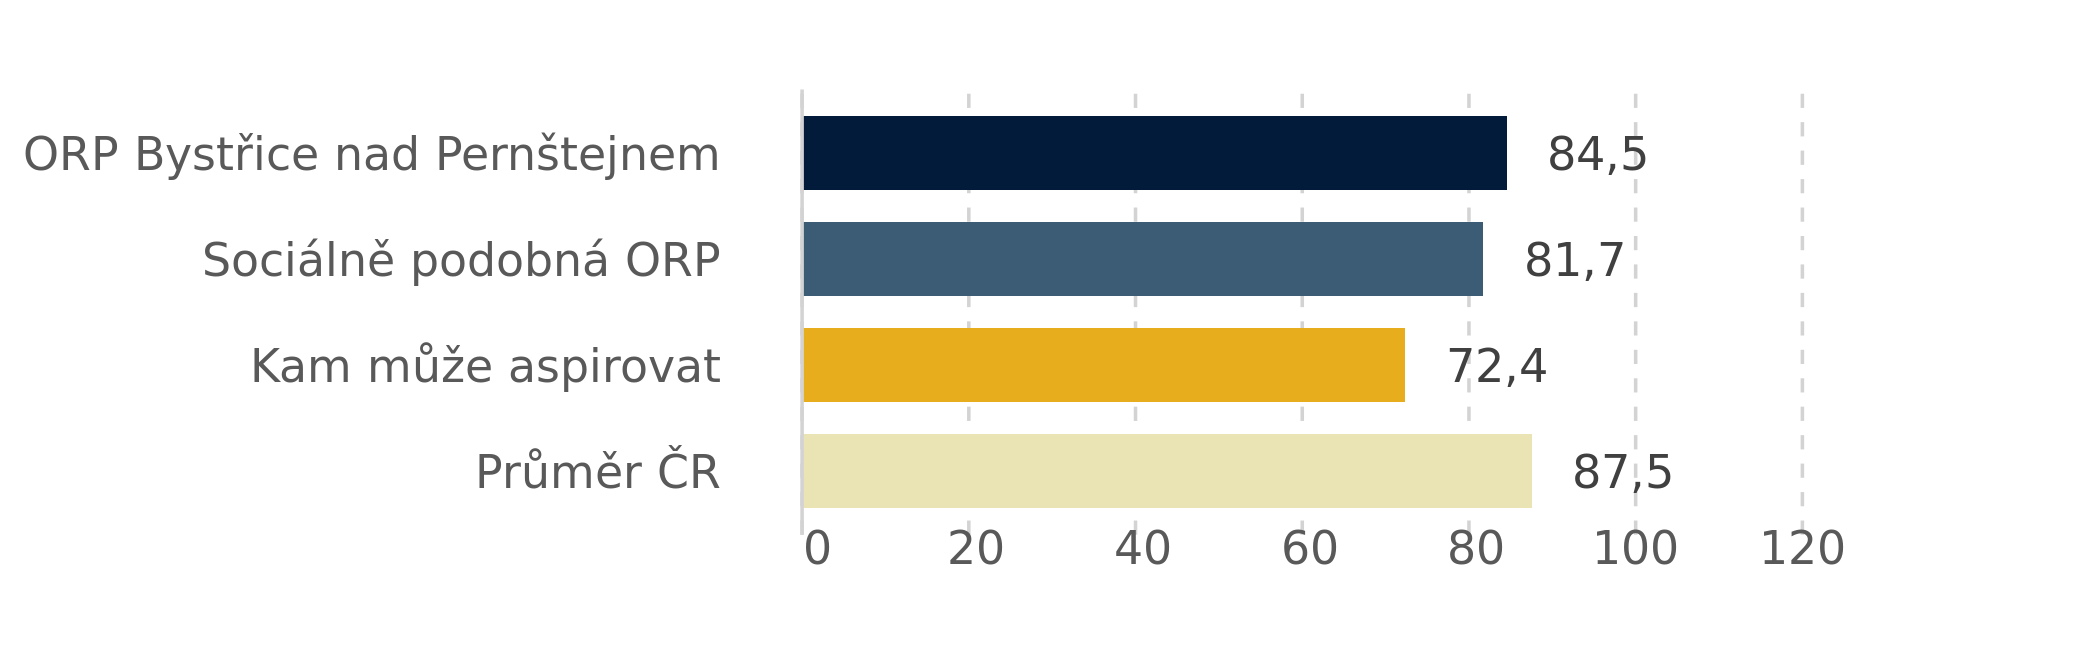 ORP Bystřice nad Pernštejnem
84,5
Sociálně podobná ORP
81,7
Kam může aspirovat
72,4
Průměr ČR
87,5
0 20 40 60 80 100 120